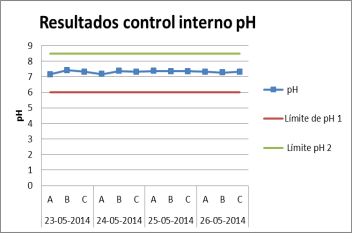 Resultados control interno pH
9
8
7
6
5
4
3
2
1
0
pH
A B C A B C A B C A B C
23-05-2014 24-05-2014 25-05-2014 26-05-2014
pH
Límite de pH 1
Límite pH 2